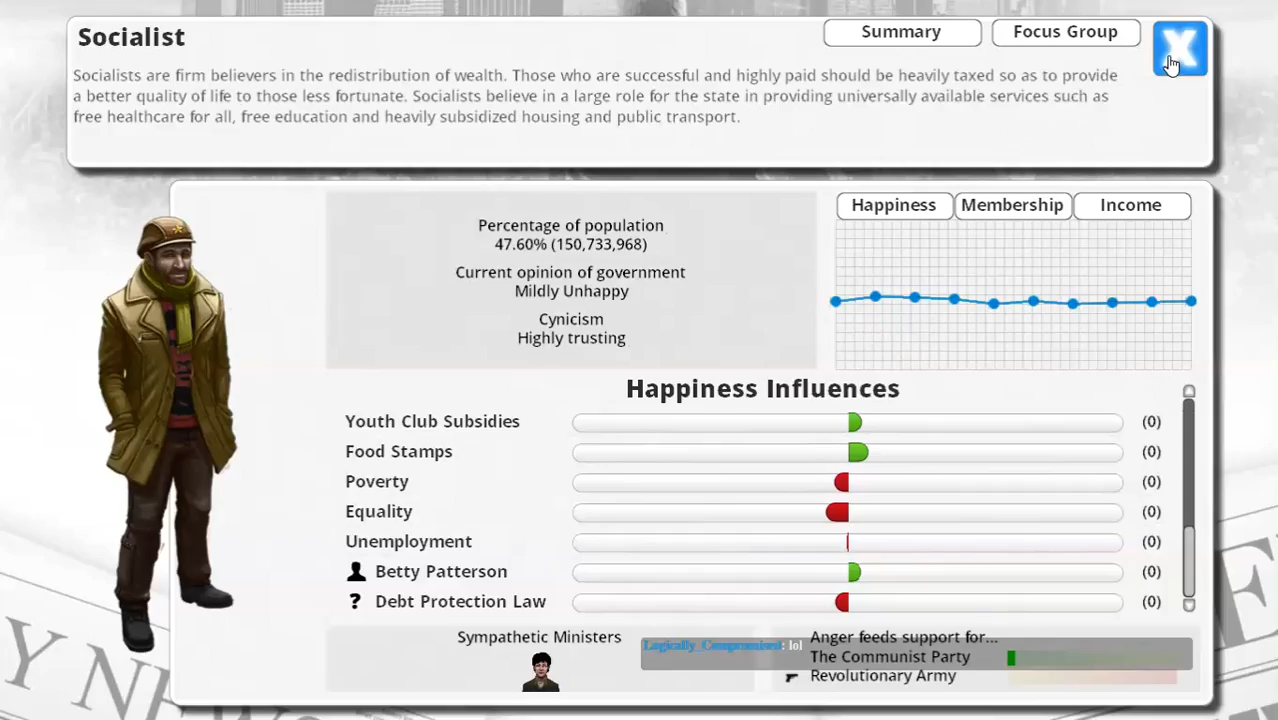 Socialist
Summary
Focus Group
X
Socialists are firm believers in the redistribution of wealth. Those who are successful and highly paid should be heavily taxed so as to provide
a better quality of life to those less fortunate. Socialists believe in a large role for the state in providing universally available services such as
free healthcare for all, free education and heavily subsidized housing and public transport.
Percentage of population
47.60% (150,733,968)
Current opinion of government
Mildly Unhappy
Cynicism
Highly trusting
Happiness
Membership
Income
Happiness Influences
Youth Club Subsidies (0)
Food Stamps (0)
Poverty (0)
Equality (0)
Unemployment (0)
Betty Patterson (0)
? Debt Protection Law (0)
Sympathetic Ministers
Logically_Compromised: lol
Anger feeds support for...
The Communist Party
Revolutionary Army